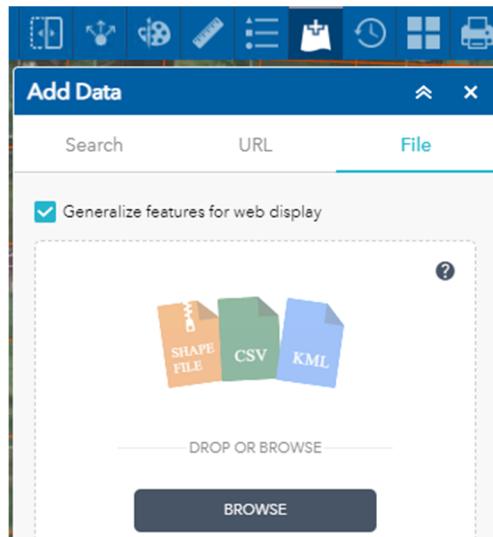 Add Data
Search URL File
Generalize features for web display
SHAPE
FILE
CSV
KML
DROP OR BROWSE
BROWSE